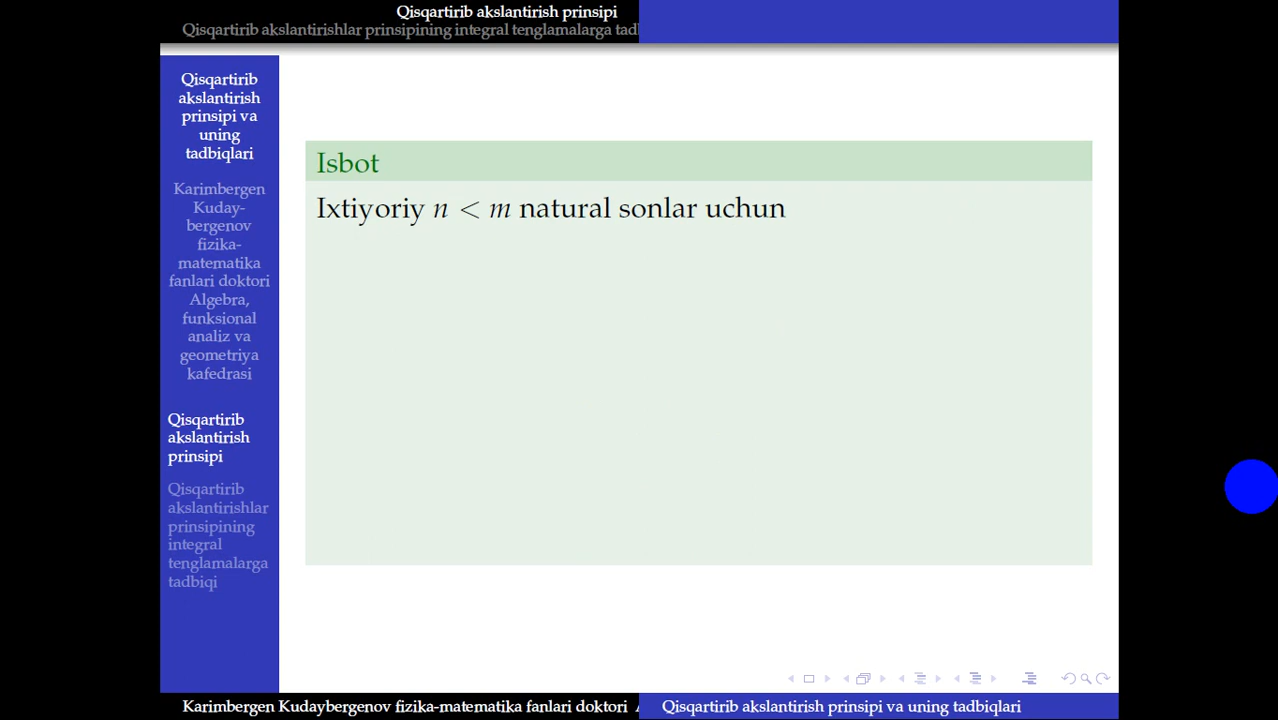 Qisqartirib akslantirish prinsipi
Qisqartirib akslantirishlar prinsipining integral tenglamalarga
Qisqartirib
akslantirish
prinsipi va
uning
tadbiqlari
Karimbergen
Kuday-
bergenov
fizika-
matematika
fanlari doktori
Algebra,
funksional
analiz va
geometriya
kafedrasi
Qisqartirib
akslantirish
prinsipi
Qisqartirib
akslantirishlar
prinsipining
integral
tenglamalarga
tadbiqi
Isbot
Ixtiyoriy n < m natural sonlar uchun
Karimbergen Kudaybergenov fizika-matematika fanlari doktori
Qisqartirib akslantirish prinsipi va uning tadbiqlari